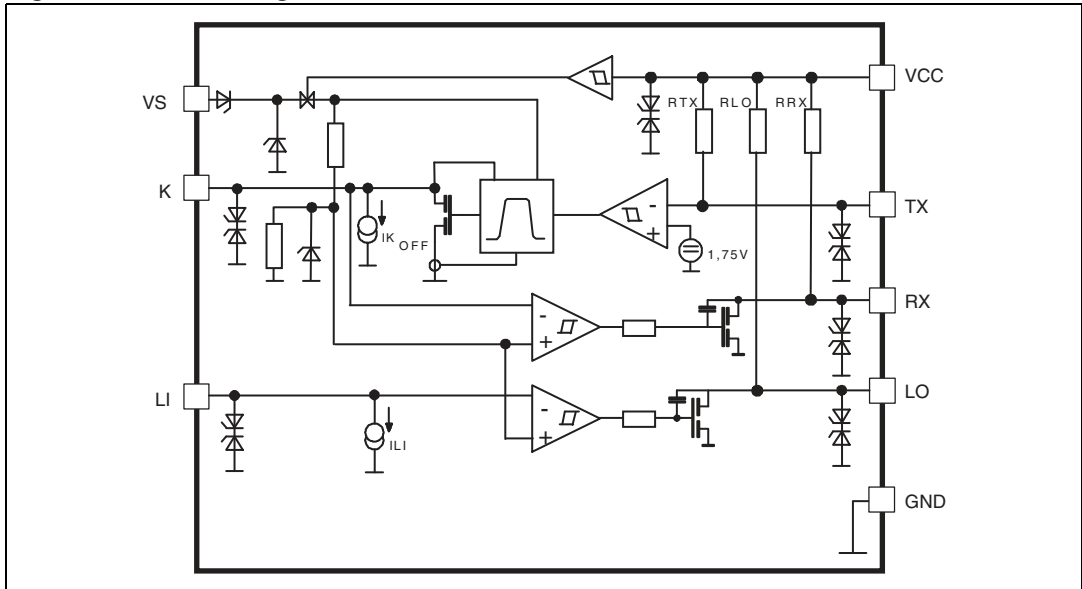 VS
VCC
RTX
RLO
RRX
K
TX
IK
OFF
-
+
1,75V
-
+
RX
LI
LO
-
+
ILI
GND